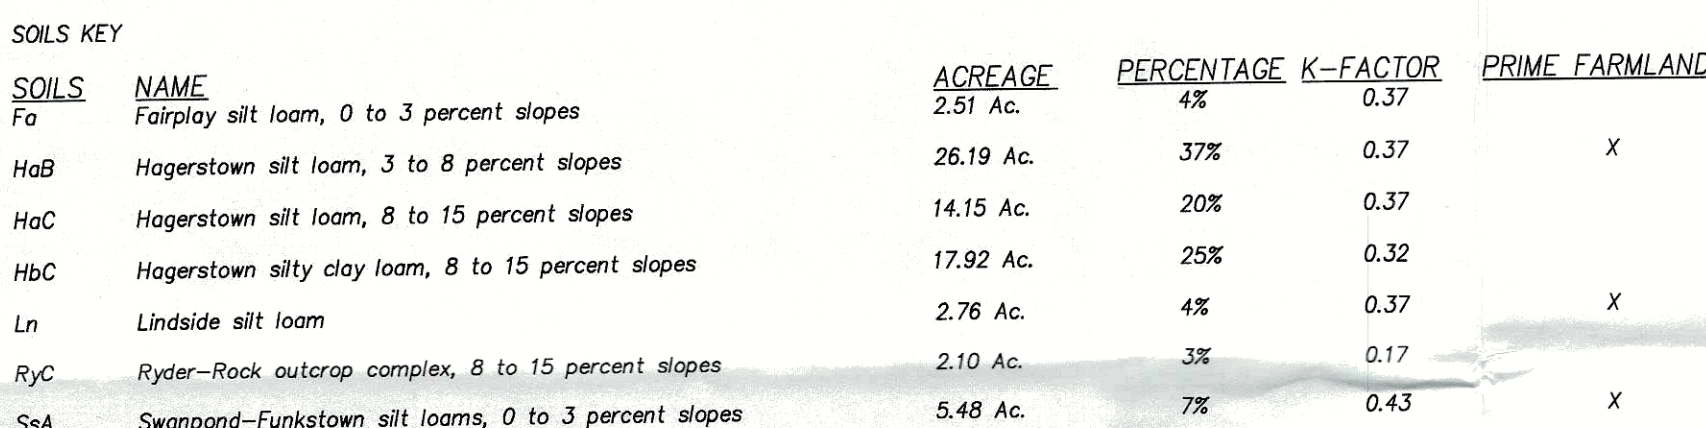 SOILS KEY
SOILS NAME ACREAGE PERCENTAGE K-FACTOR PRIME FARMLAND
Fa Fairplay silt loam, 0 to 3 percent slopes 2.51 Ac. 4% 0.37
HaB Hagerstown silt loam, 3 to 8 percent slopes 26.19 Ac. 37% 0.37 X
HaC Hagerstown silt loam, 8 to 15 percent slopes 14.15 Ac. 20% 0.37
HbC Hagerstown silty clay loam, 8 to 15 percent slopes 17.92 Ac. 25% 0.32
Ln Lindside silt loam 2.76 Ac. 4% 0.37 X
RyC Ryder-Rock outcrop complex, 8 to 15 percent slopes 2.10 Ac. 3% 0.17
SsA Swanpond-Funkstown silt loams, 0 to 3 percent slopes 5.48 Ac. 7% 0.43 X